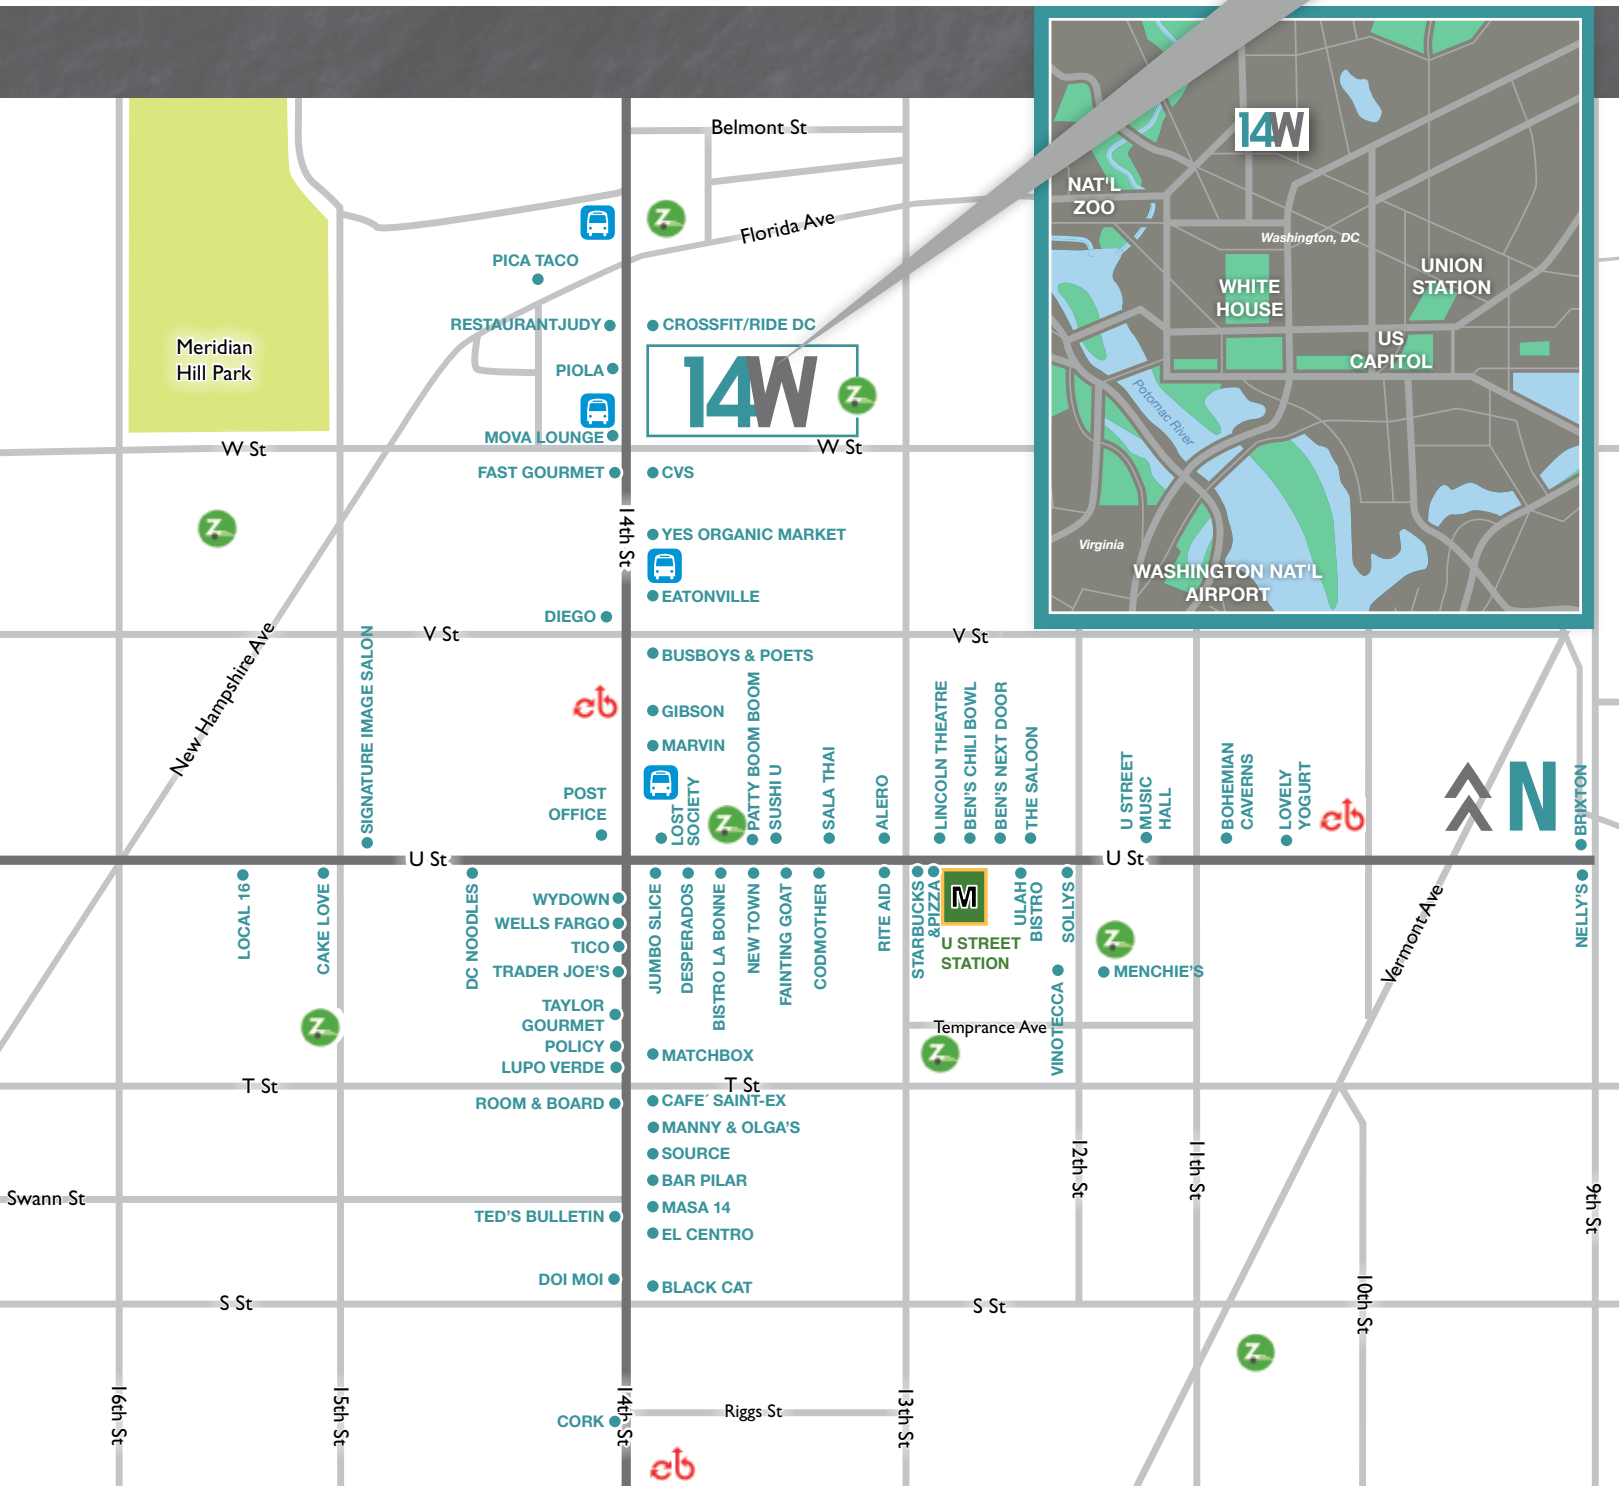 Belmont St
Florida Ave
PICA TACO
RESTAURANTJUDY
CROSSFIT/RIDE DC
PIOLA
14W
MOVA LOUNGE
W St
W St
FAST GOURMET
CVS
Meridian
Hill Park
14th St
YES ORGANIC MARKET
EATONVILLE
DIEGO
V St
V St
BUSBOYS & POETS
New Hampshire Ave
SIGNATURE IMAGE SALON
GIBSON
MARVIN
POST
OFFICE
LOST
SOCIETY
PATTY BOOM BOOM
SUSHI U
SALA THAI
ALERO
LINCOLN THEATRE
BEN'S CHILI BOWL
BEN'S NEXT DOOR
THE SALOON
U STREET
MUSIC
HALL
BOHEMIAN
CAVERNS
LOVELY
YOGURT
N
BRIXTON
U St
U St
LOCAL 16
CAKE LOVE
DC NOODLES
WYDOWN
WELLS FARGO
TICO
TRADER JOE'S
TAYLOR
GOURMET
POLICY
LUPO VERDE
JUMBO SLICE
DESPERADOS
BISTRO LA BONNE
NEW TOWN
FAINTING GOAT
CODMOTHER
RITE AID
STARBUCKS
&PIZZA
M
U STREET
STATION
ULAH
BISTRO
SOLLYS
VINOTECCA
MENCHIE'S
NELLY'S
Vermont Ave
Temprance Ave
MATCHBOX
T St
T St
ROOM & BOARD
CAFE´ SAINT-EX
MANNY & OLGA'S
SOURCE
BAR PILAR
MASA 14
EL CENTRO
Swann St
TED'S BULLETIN
DOI MOI
BLACK CAT
S St
S St
CORK
Riggs St
16th St
15th St
14th St
13th St
12th St
11th St
10th St
9th St
14W
NAT'L
ZOO
Washington, DC
WHITE
HOUSE
UNION
STATION
US
CAPITOL
Potomac River
Virginia
WASHINGTON NAT'L
AIRPORT
Z
Z
Z
Z
Z
Z
Z
Z
cb
cb
cb